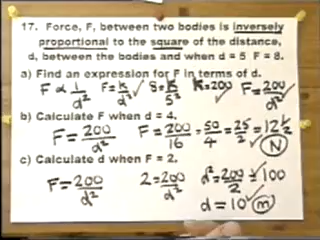 17. Force, F, between two bodies is inversely
proportional to the square of the distance,
d, between the bodies and when d = 5 F = 8.
a) Find an expression for F in terms of d.
F ∝ 1/d² F = k/d² ✓ 8 = k/5² k = 200 F = 200/d² ✓
b) Calculate F when d = 4.
F = 200/d² F = 200/16 = 50/4 = 25/2 = 12½ ✓ N
c) Calculate d when F = 2.
F = 200/d² 2 = 200/d² d² = 200/2 = 100
d = 10 ✓ m